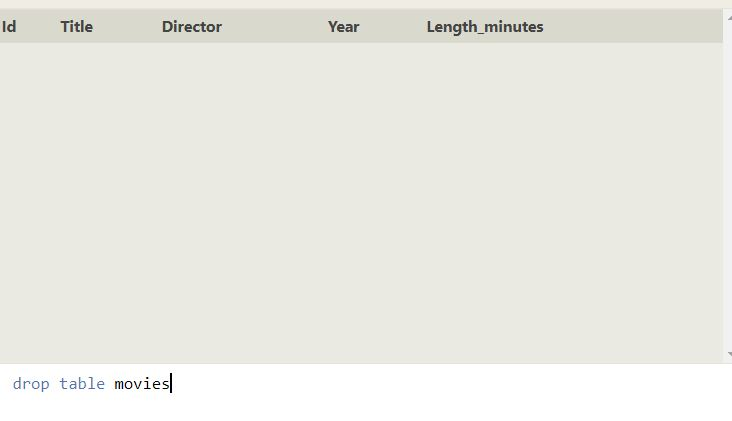 Id Title Director Year Length_minutes
drop table movies